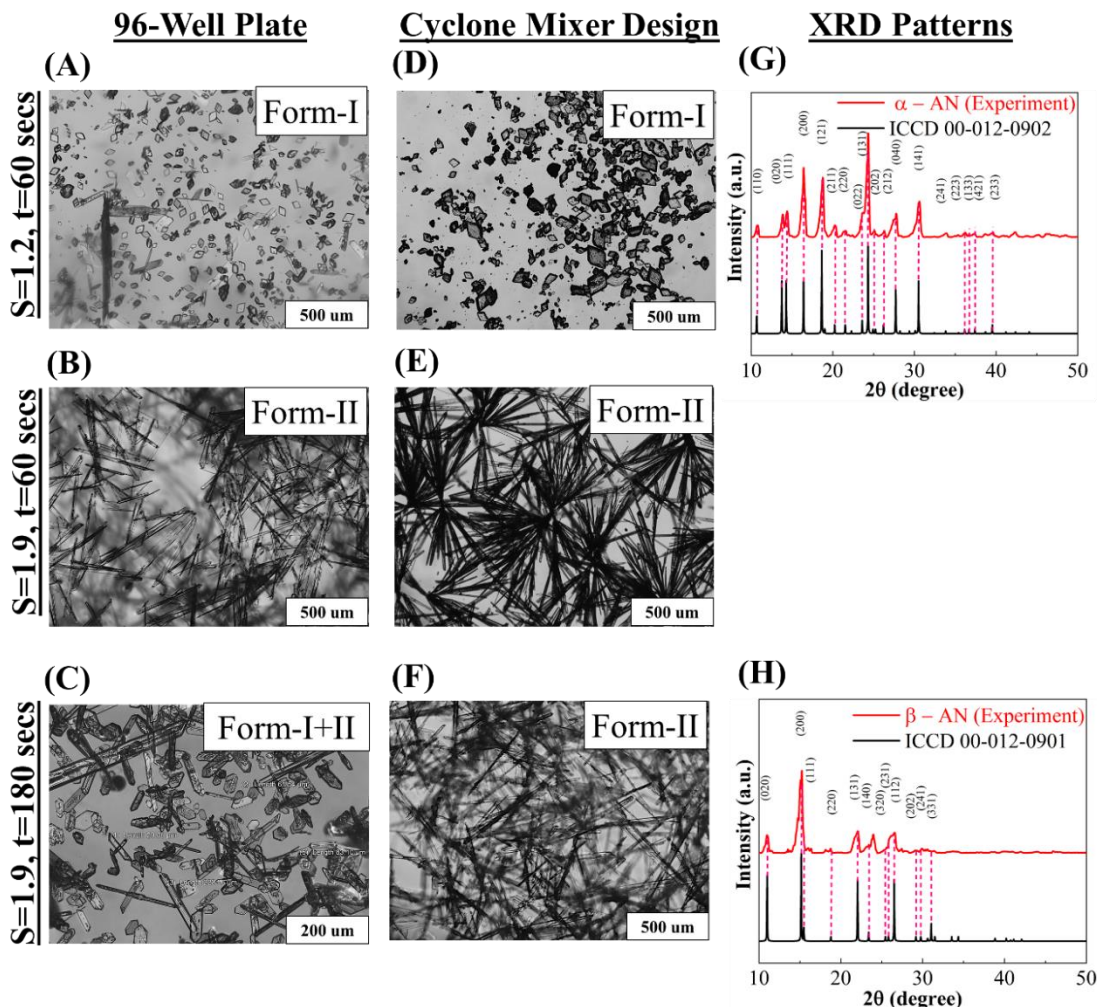 96-Well Plate
Cyclone Mixer Design
XRD Patterns
S=1.2, t=60 secs
(A)
Form-I
500 um
(D)
Form-I
500 um
(G)
α – AN (Experiment)
ICCD 00-012-0902
(110)
(020)
(111)
(200)
(121)
(211)
(220)
(022)
(131)
(202)
(212)
(040)
(141)
(241)
(223)
(133)
(421)
(233)
Intensity (a.u.)
10 20 30 40 50
2θ (degree)
S=1.9, t=60 secs
(B)
Form-II
500 um
(E)
Form-II
500 um
S=1.9, t=180 secs
(C)
Form-I+II
200 um
(F)
Form-II
500 um
(H)
β – AN (Experiment)
ICCD 00-012-0901
(020)
(200)
(111)
(220)
(131)
(140)
(320)
(231)
(112)
(202)
(241)
(331)
Intensity (a.u.)
10 20 30 40 50
2θ (degree)